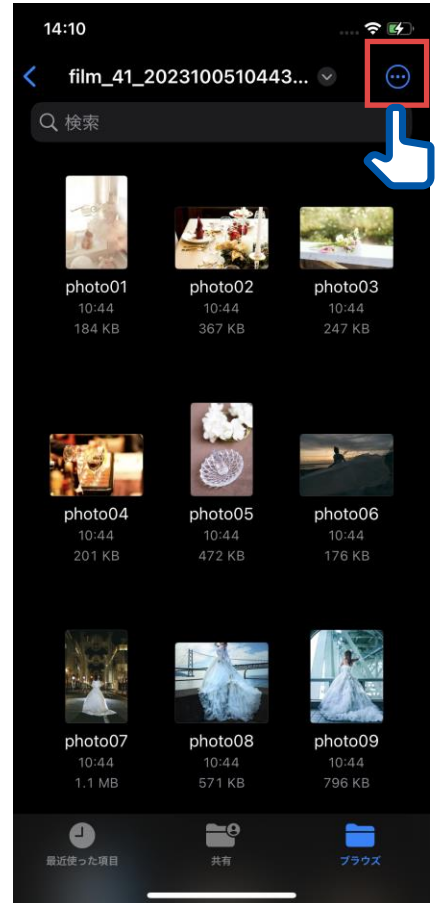 14:10
film_41_2023100510443...
検索
photo01
10:44
184 KB
photo02
10:44
367 KB
photo03
10:44
247 KB
photo04
10:44
201 KB
photo05
10:44
472 KB
photo06
10:44
176 KB
photo07
10:44
1.1 MB
photo08
10:44
571 KB
photo09
10:44
796 KB
最近使った項目
共有
ブラウズ